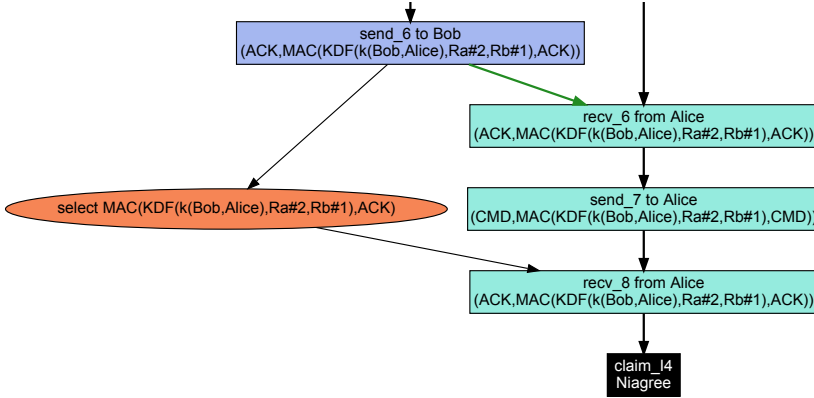 send_6 to Bob
(ACK,MAC(KDF(k(Bob,Alice),Ra#2,Rb#1),ACK))
recv_6 from Alice
(ACK,MAC(KDF(k(Bob,Alice),Ra#2,Rb#1),ACK))
select MAC(KDF(k(Bob,Alice),Ra#2,Rb#1),ACK)
send_7 to Alice
(CMD,MAC(KDF(k(Bob,Alice),Ra#2,Rb#1),CMD))
recv_8 from Alice
(ACK,MAC(KDF(k(Bob,Alice),Ra#2,Rb#1),ACK))
claim_I4
Niagree